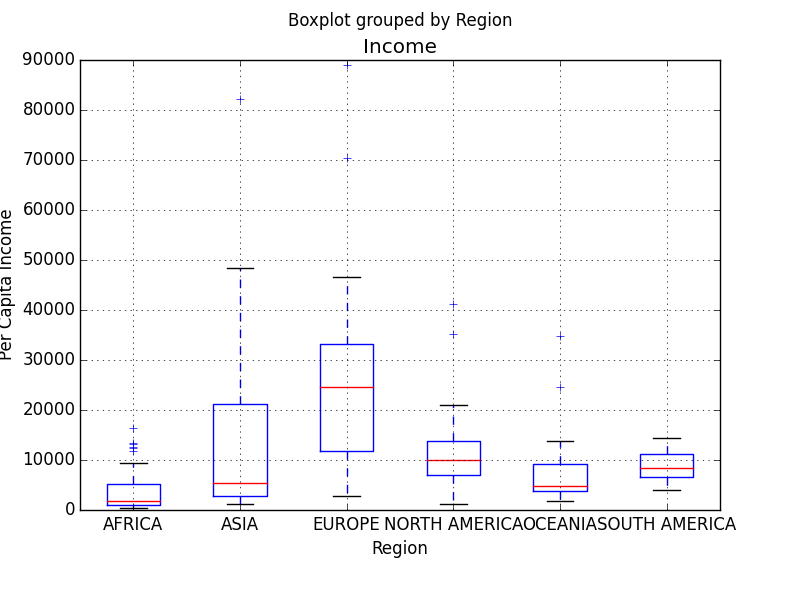 Boxplot grouped by Region
Income
90000
80000
70000
60000
50000
40000
30000
20000
10000
0
Per Capita Income
AFRICA ASIA EUROPE NORTH AMERICA OCEANIA SOUTH AMERICA
Region